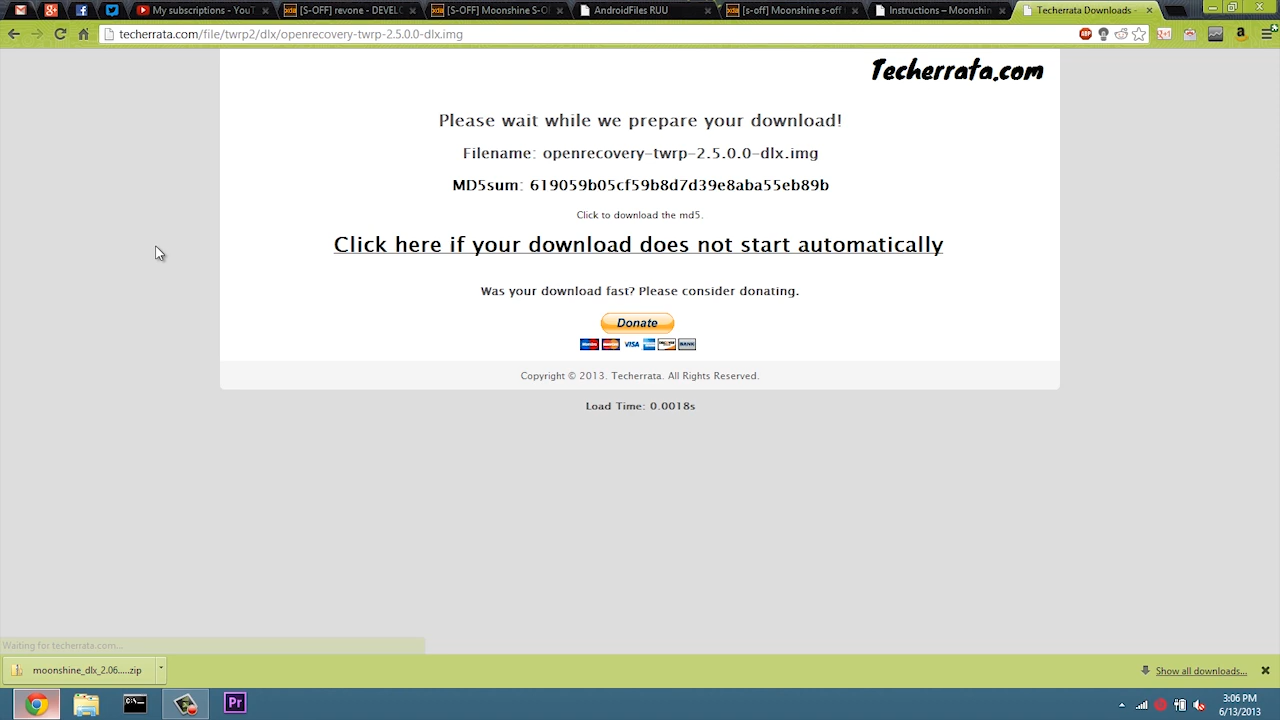 My subscriptions - YouT
[S-OFF] revone - DEVELC
[S-OFF] Moonshine S-O
AndroidFiles RUU
[s-off] Moonshine s-off
Instructions – Moonshin
Techerrata Downloads -
techerrata.com/file/twrp2/dlx/openrecovery-twrp-2.5.0.0-dlx.img
ABP
Techerrata.com
Please wait while we prepare your download!
Filename: openrecovery-twrp-2.5.0.0-dlx.img
MD5sum: 619059b05cf59b8d7d39e8aba55eb89b
Click to download the md5.
Click here if your download does not start automatically
Was your download fast? Please consider donating.
Donate
VISA
BANK
Copyright © 2013. Techerrata. All Rights Reserved.
Load Time: 0.0018s
Waiting for techerrata.com...
moonshine_dlx_2.06.....zip
Show all downloads...
Pr
3:06 PM
6/13/2013